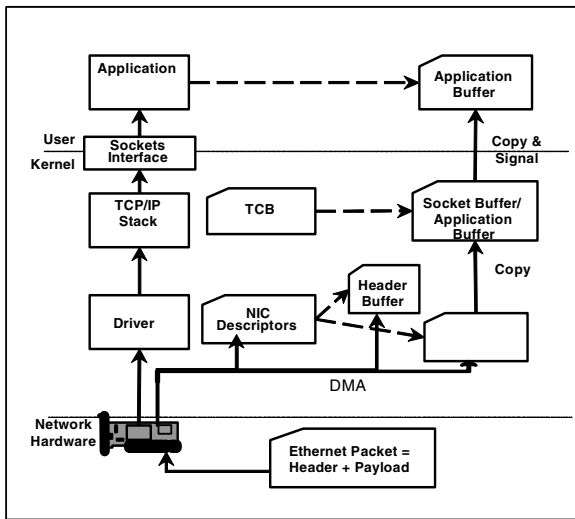 Application
Application
Buffer
User
Kernel
Sockets
Interface
Copy &
Signal
TCP/IP
Stack
TCB
Socket Buffer/
Application
Buffer
Header
Buffer
Copy
Driver
NIC
Descriptors
DMA
Network
Hardware
Ethernet Packet =
Header + Payload